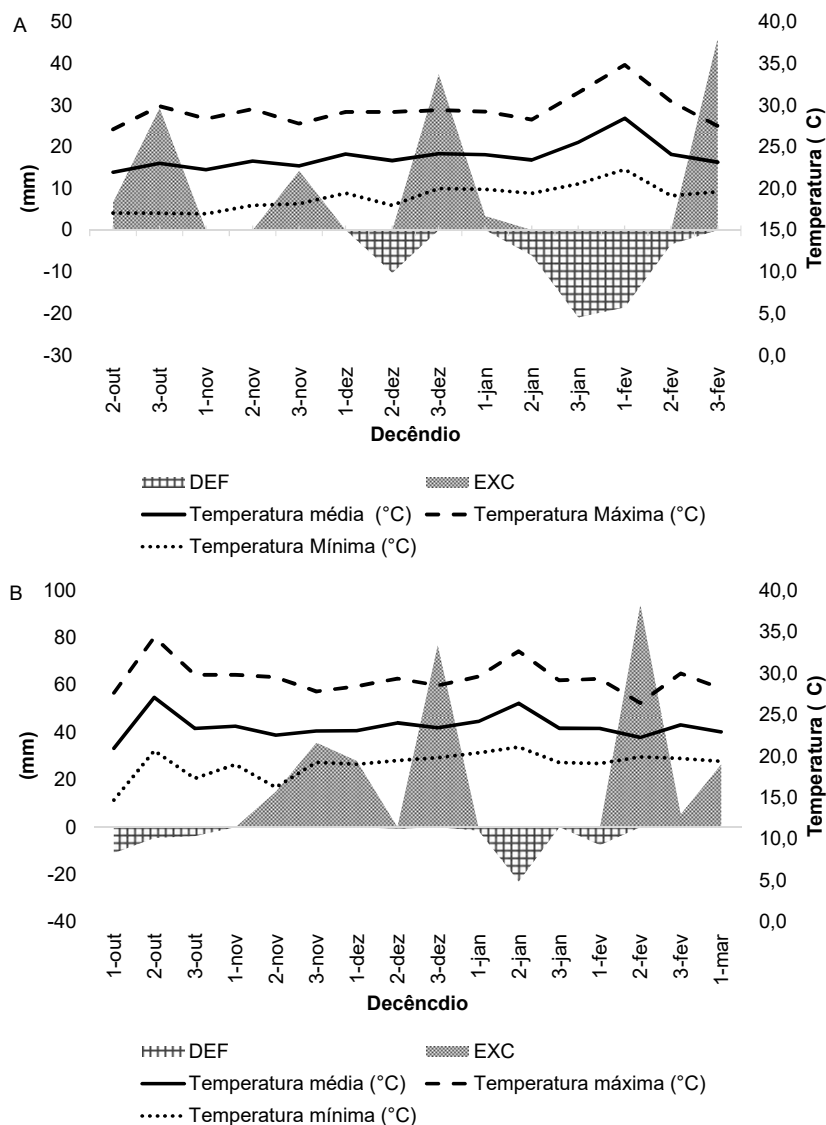 A
50
40
30
20
10
0
-10
-20
-30
(mm)
40,0
35,0
30,0
25,0
20,0
15,0
10,0
5,0
0,0
Temperatura ( C)
2-out
3-out
1-nov
2-nov
3-nov
1-dez
2-dez
3-dez
1-jan
2-jan
3-jan
1-fev
2-fev
3-fev
Decêndio
DEF EXC
Temperatura média (°C) Temperatura Máxima (°C)
Temperatura Mínima (°C)
B
100
80
60
40
20
0
-20
-40
(mm)
40,0
35,0
30,0
25,0
20,0
15,0
10,0
5,0
0,0
Temperatura ( C)
1-out
2-out
3-out
1-nov
2-nov
3-nov
1-dez
2-dez
3-dez
1-jan
2-jan
3-jan
1-fev
2-fev
3-fev
1-mar
Decêncdio
DEF EXC
Temperatura média (°C) Temperatura máxima (°C)
Temperatura mínima (°C)